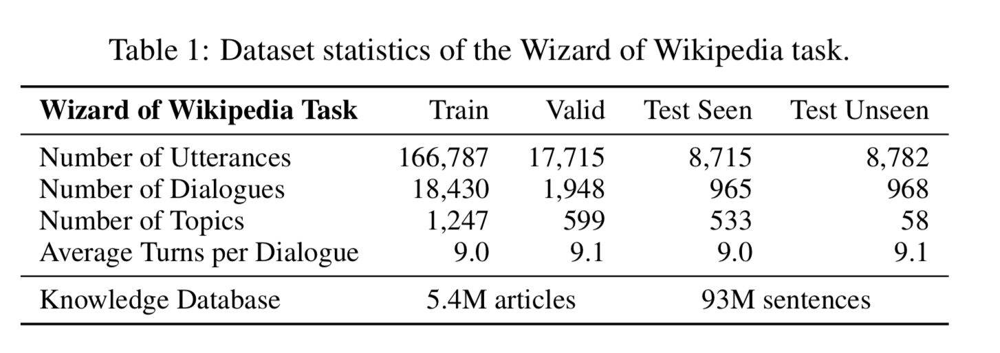 Table 1: Dataset statistics of the Wizard of Wikipedia task.
Wizard of Wikipedia Task Train Valid Test Seen Test Unseen
Number of Utterances 166,787 17,715 8,715 8,782
Number of Dialogues 18,430 1,948 965 968
Number of Topics 1,247 599 533 58
Average Turns per Dialogue 9.0 9.1 9.0 9.1
Knowledge Database 5.4M articles 93M sentences